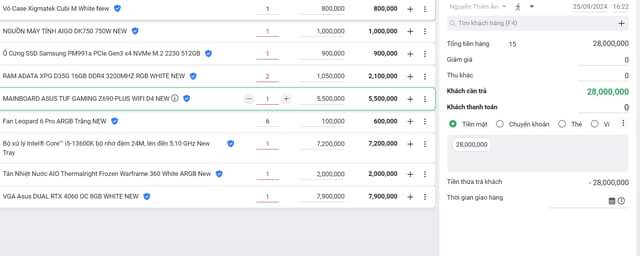 Vỏ Case Xigmatek Cubi M White New 1 800,000 800,000
NGUỒN MÁY TÍNH AIGO DK750 750W NEW 1 1,000,000 1,000,000
Ổ Cứng SSD Samsung PM991a PCIe Gen3 x4 NVMe M.2 2230 512GB 1 900,000 900,000
RAM ADATA XPG D35G 16GB DDR4 3200MHZ RGB WHITE NEW 2 1,050,000 2,100,000
MAINBOARD ASUS TUF GAMING Z690-PLUS WIFI D4 NEW 1 5,500,000 5,500,000
Fan Leopard 6 Pro ARGB Trắng NEW 6 100,000 600,000
Bộ xử lý Intel® Core™ i5-13600K bộ nhớ đệm 24M, lên đến 5,10 GHz New 1 7,200,000 7,200,000
Tray
Tản Nhiệt Nước AIO Thermalright Frozen Warframe 360 White ARGB New 1 2,000,000 2,000,000
VGA Asus DUAL RTX 4060 OC 8GB WHITE NEW 1 7,900,000 7,900,000
Nguyễn Thiên Ân 25/09/2024 16:22
Tìm khách hàng (F4)
Tổng tiền hàng 15 28,000,000
Giảm giá 0
Thu khác 0
Khách cần trả 28,000,000
Khách thanh toán 0
Tiền mặt Chuyển khoản Thẻ Ví
28,000,000
Tiền thừa trả khách - 28,000,000
Thời gian giao hàng